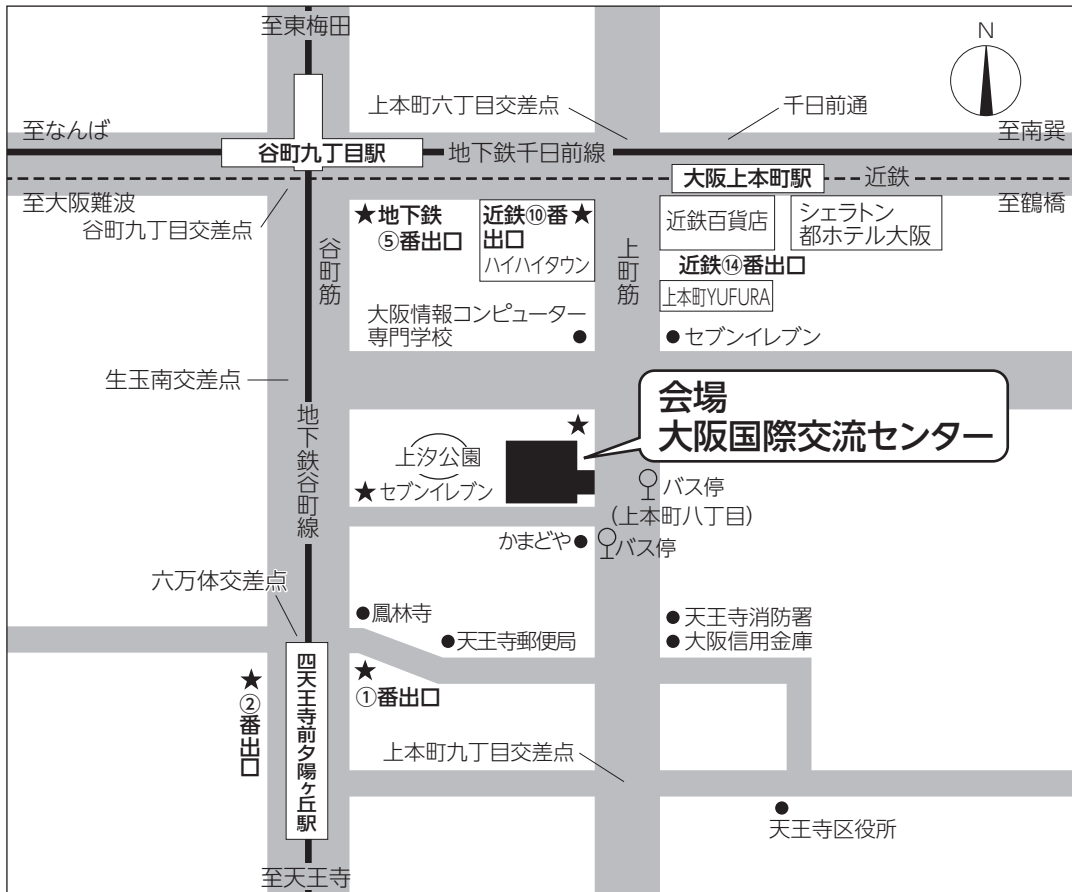 至東梅田
N
上本町六丁目交差点
千日前通
至なんば
至南巽
谷町九丁目駅
地下鉄千日前線
大阪上本町駅
近鉄
至大阪難波
至鶴橋
谷町九丁目交差点
★地下鉄
⑤番出口
近鉄⑩番★
出口
ハイハイタウン
近鉄百貨店
シェラトン
都ホテル大阪
谷町筋
上町筋
近鉄⑭番出口
上本町YUFURA
大阪情報コンピューター
専門学校
セブンイレブン
生玉南交差点
会場
大阪国際交流センター
地下鉄谷町線
★
上汐公園
★セブンイレブン
バス停
(上本町八丁目)
かまどや
バス停
六万体交差点
鳳林寺
天王寺郵便局
天王寺消防署
大阪信用金庫
四天王寺前夕陽ヶ丘駅
★②番出口
★
①番出口
上本町九丁目交差点
天王寺区役所
至天王寺